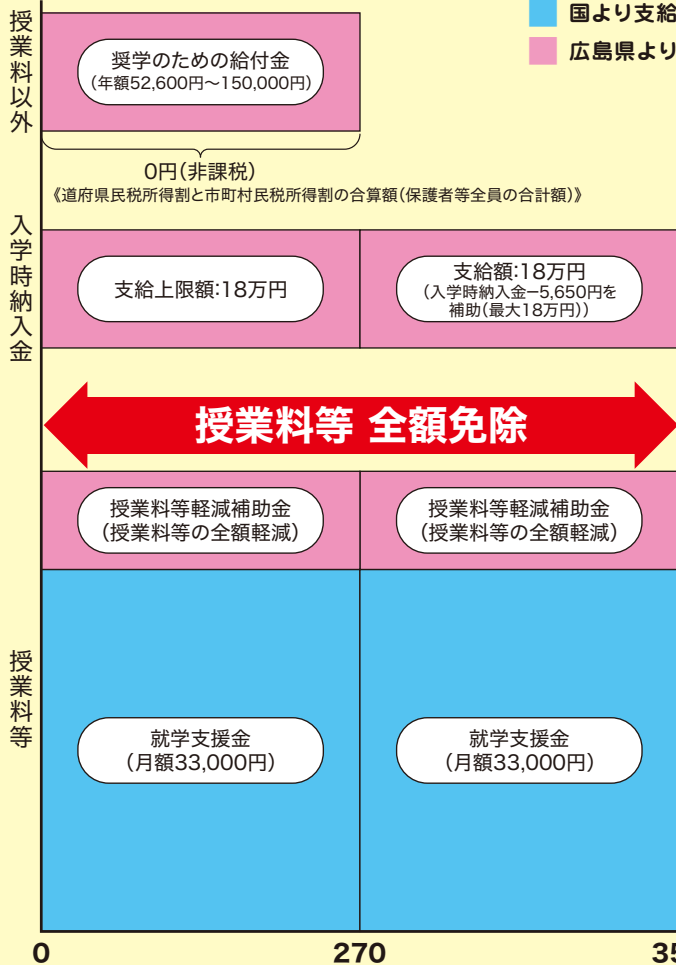 国より支給
広島県より
授業料以外
奨学のための給付金
(年額52,600円〜150,000円)
0円(非課税)
《道府県民税所得割と市町村民税所得割の合算額(保護者等全員の合計額)》
入学時納入金
支給上限額:18万円
支給額:18万円
(入学時納入金−5,650円を
補助(最大18万円))
授業料等 全額免除
授業料等軽減補助金
(授業料等の全額軽減)
授業料等軽減補助金
(授業料等の全額軽減)
授業料等
就学支援金
(月額33,000円)
就学支援金
(月額33,000円)
0
270
35